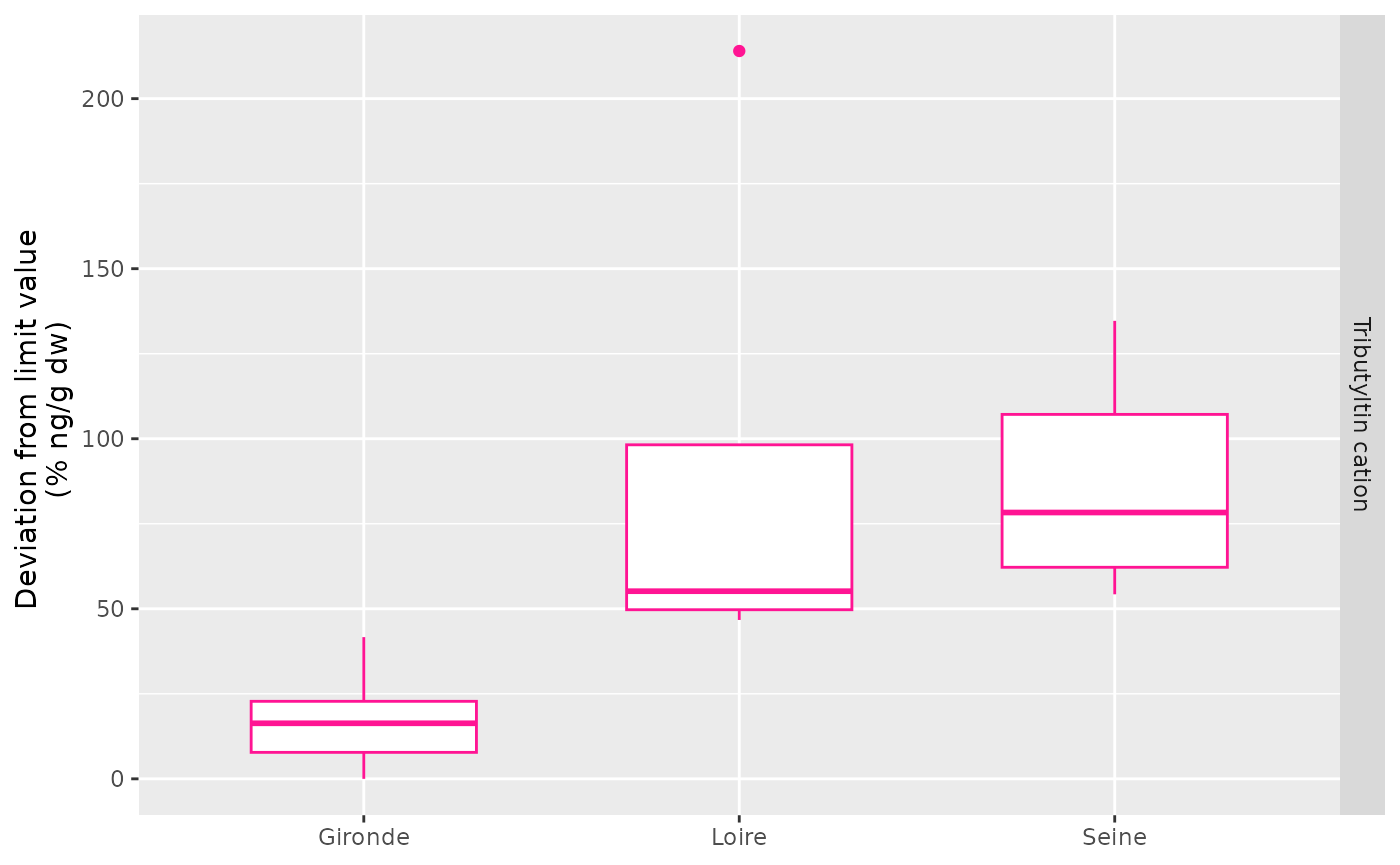 Deviation from limit value
(% ng/g dw)
200
150
100
50
0
Gironde
Loire
Seine
Tributyltin cation